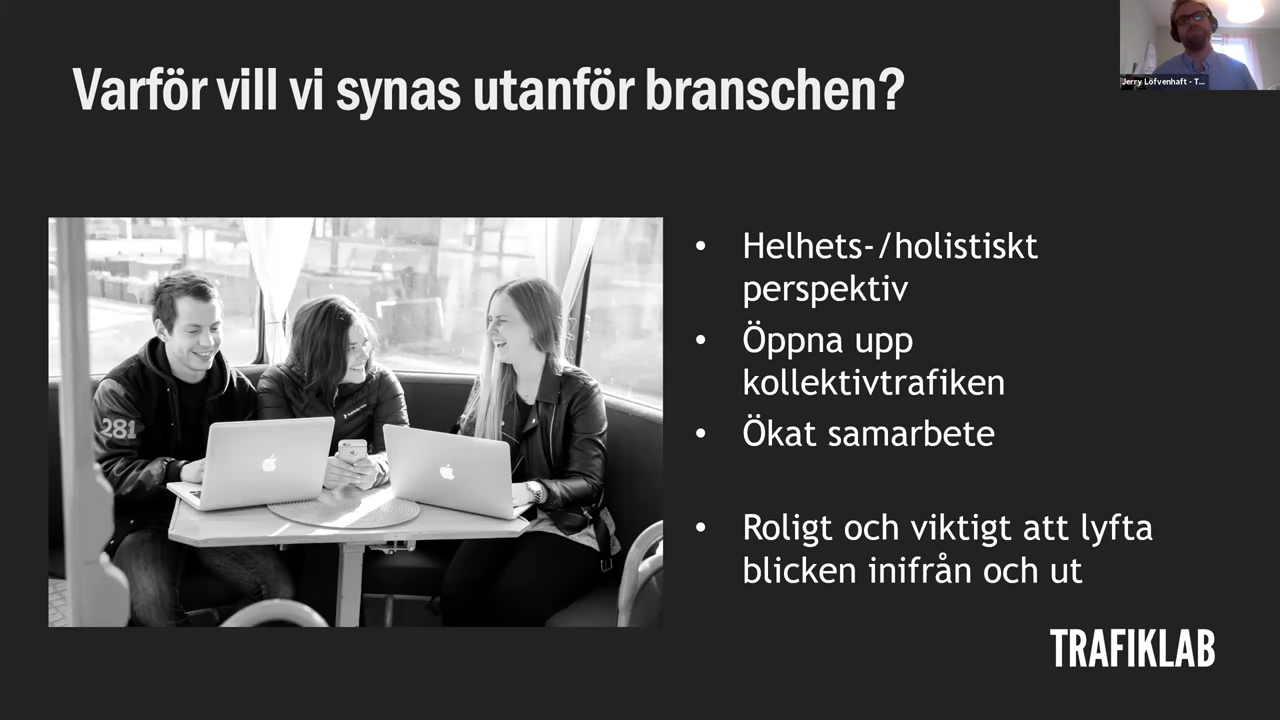 Varför vill vi synas utanför branschen?
Jerry Löfvenhaft - T...
281
Helhets-/holistiskt
perspektiv
Öppna upp
kollektivtrafiken
Ökat samarbete
Roligt och viktigt att lyfta
blicken inifrån och ut
TRAFIKLAB